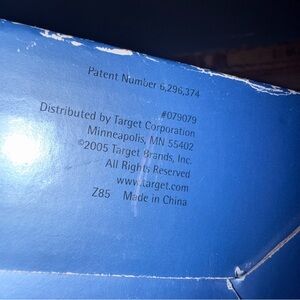 Patent Number 6,296,374
#079079
Distributed by Target Corporation
Minneapolis, MN 55402
©2005 Target Brands, Inc.
All Rights Reserved
www.target.com
Z85 Made in China